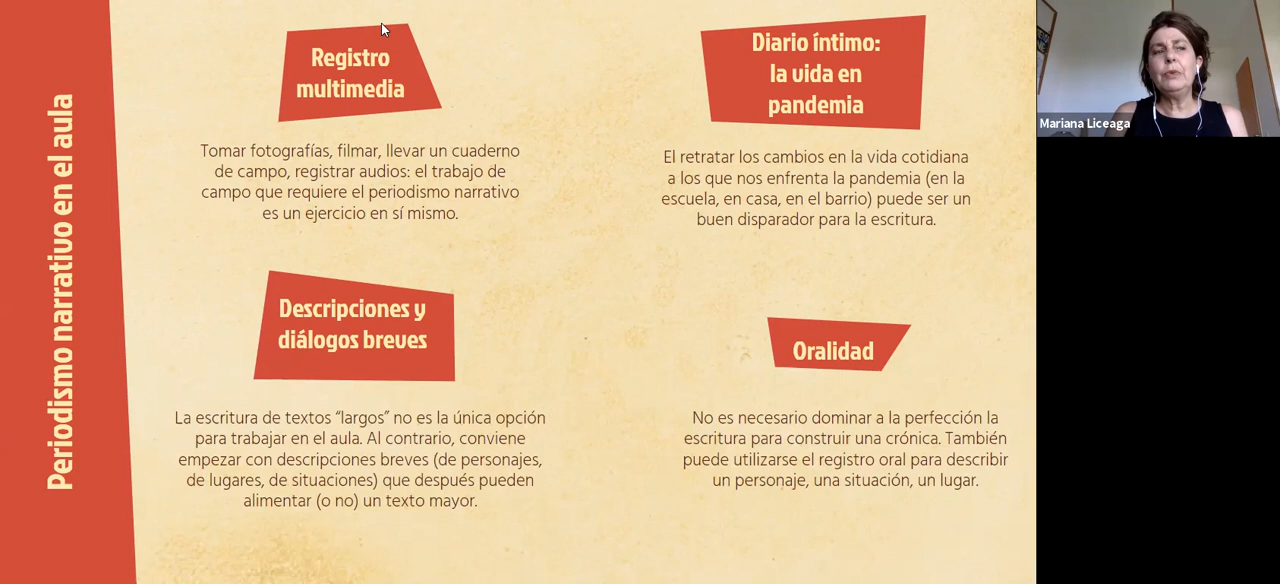 Periodismo narrativo en el aula
Registro
multimedia
Tomar fotografías, filmar, llevar un cuaderno
de campo, registrar audios: el trabajo de
campo que requiere el periodismo narrativo
es un ejercicio en sí mismo.
Diario íntimo:
la vida en
pandemia
El retratar los cambios en la vida cotidiana
a los que nos enfrenta la pandemia (en la
escuela, en casa, en el barrio) puede ser un
buen disparador para la escritura.
Descripciones y
diálogos breves
La escritura de textos “largos” no es la única opción
para trabajar en el aula. Al contrario, conviene
empezar con descripciones breves (de personajes,
de lugares, de situaciones) que después pueden
alimentar (o no) un texto mayor.
Oralidad
No es necesario dominar a la perfección la
escritura para construir una crónica. También
puede utilizarse el registro oral para describir
un personaje, una situación, un lugar.
Mariana Liceaga